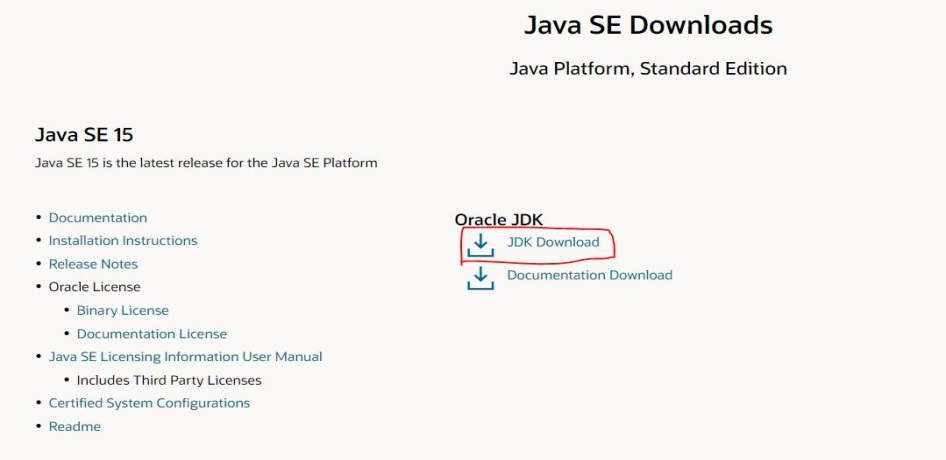 Java SE Downloads
Java Platform, Standard Edition
Java SE 15
Java SE 15 is the latest release for the Java SE Platform
• Documentation
• Installation Instructions
• Release Notes
• Oracle License
• Binary License
• Documentation License
• Java SE Licensing Information User Manual
• Includes Third Party Licenses
• Certified System Configurations
• Readme
Oracle JDK
JDK Download
Documentation Download